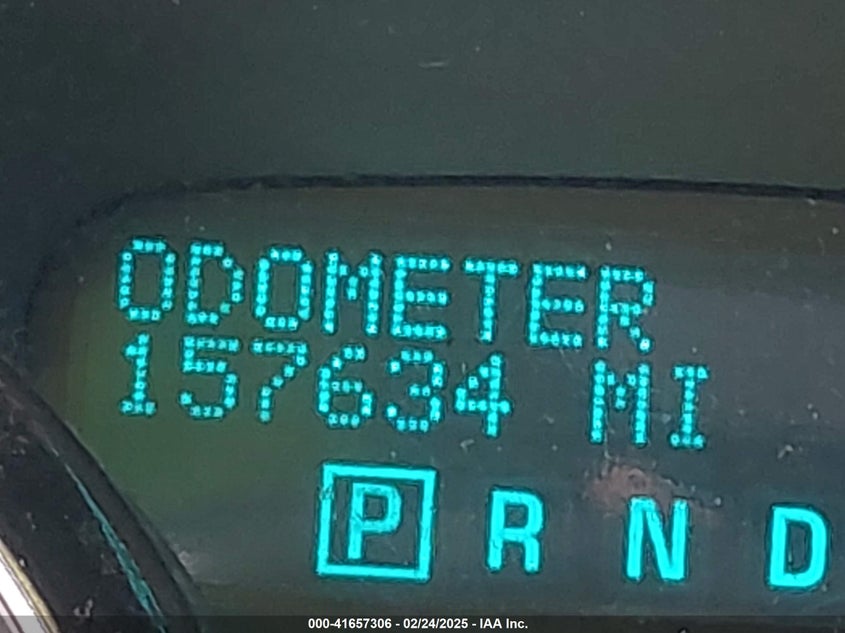 ODOMETER
157634 MI
P R N D
000-41657306 - 02/24/2025 - IAA Inc.